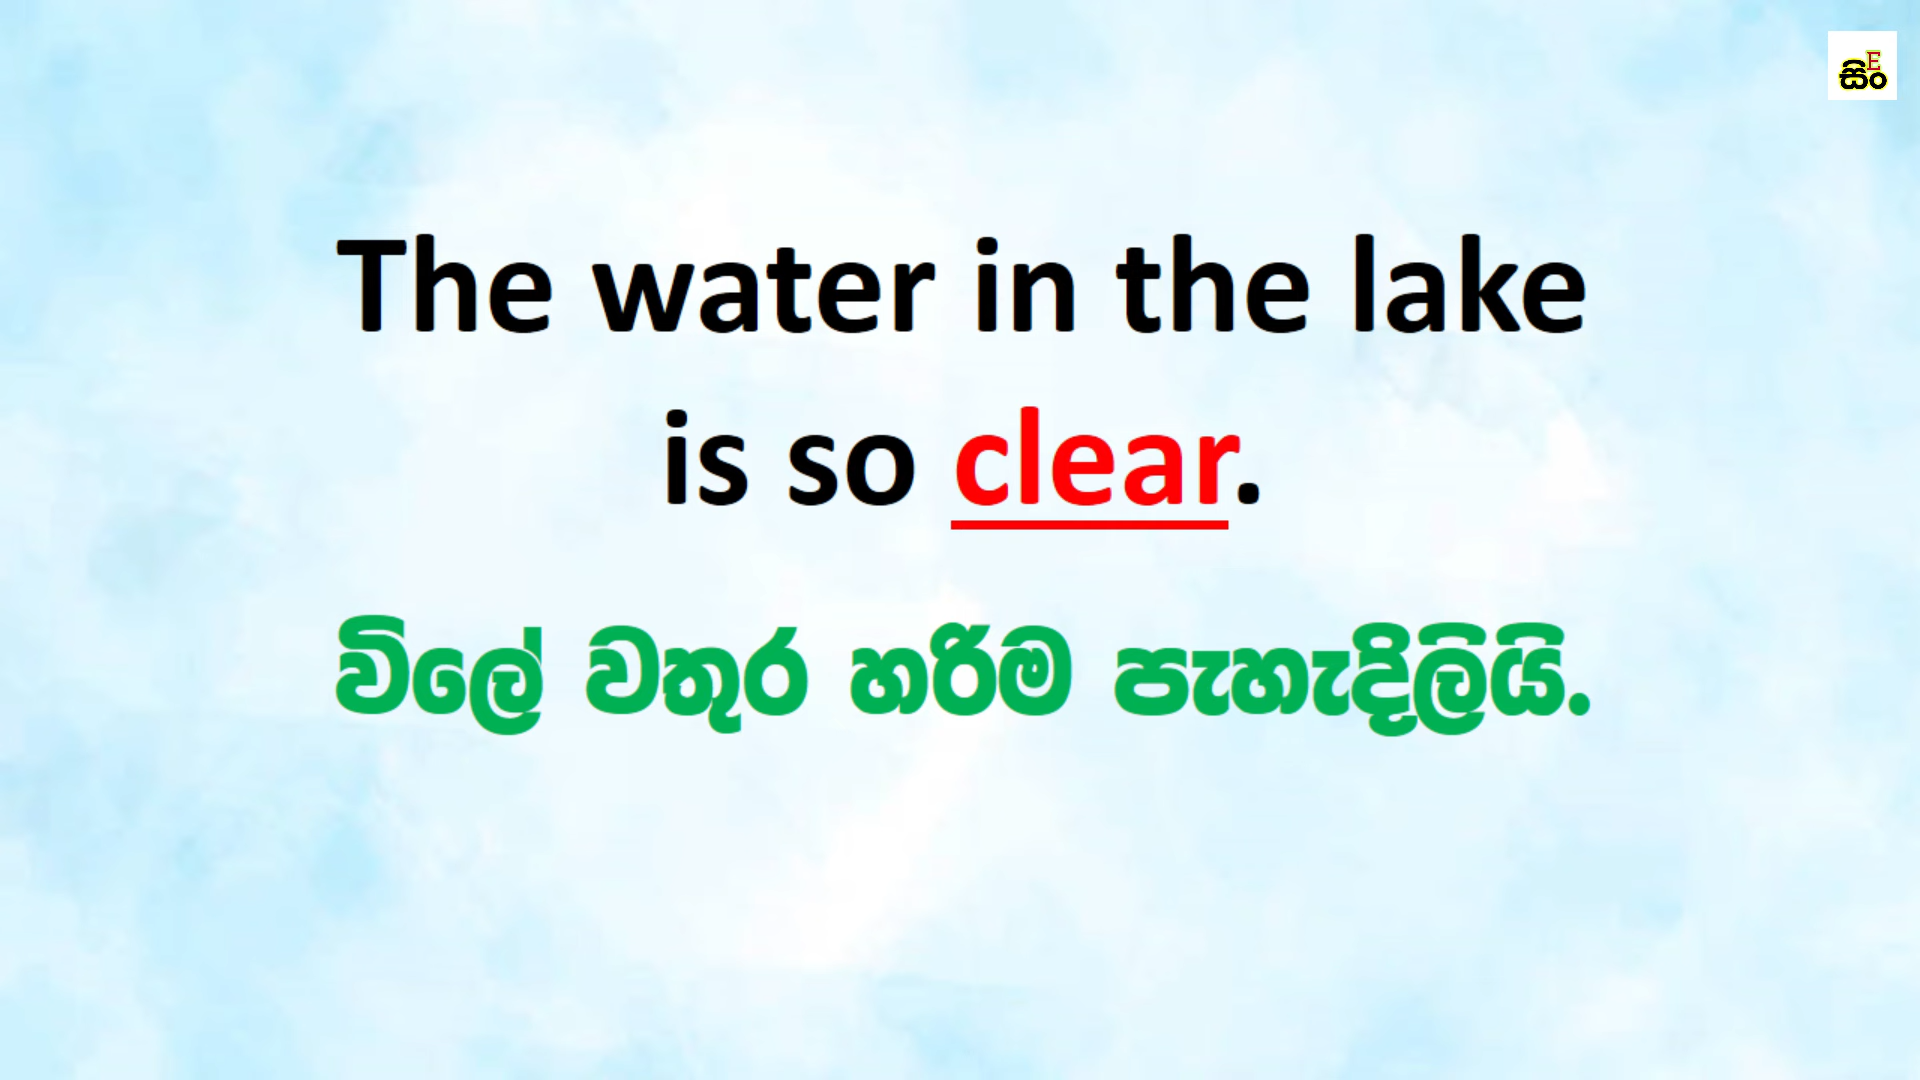 E
සිං
The water in the lake
is so clear.
විලේ වතුර හරිම පැහැදිලියි.